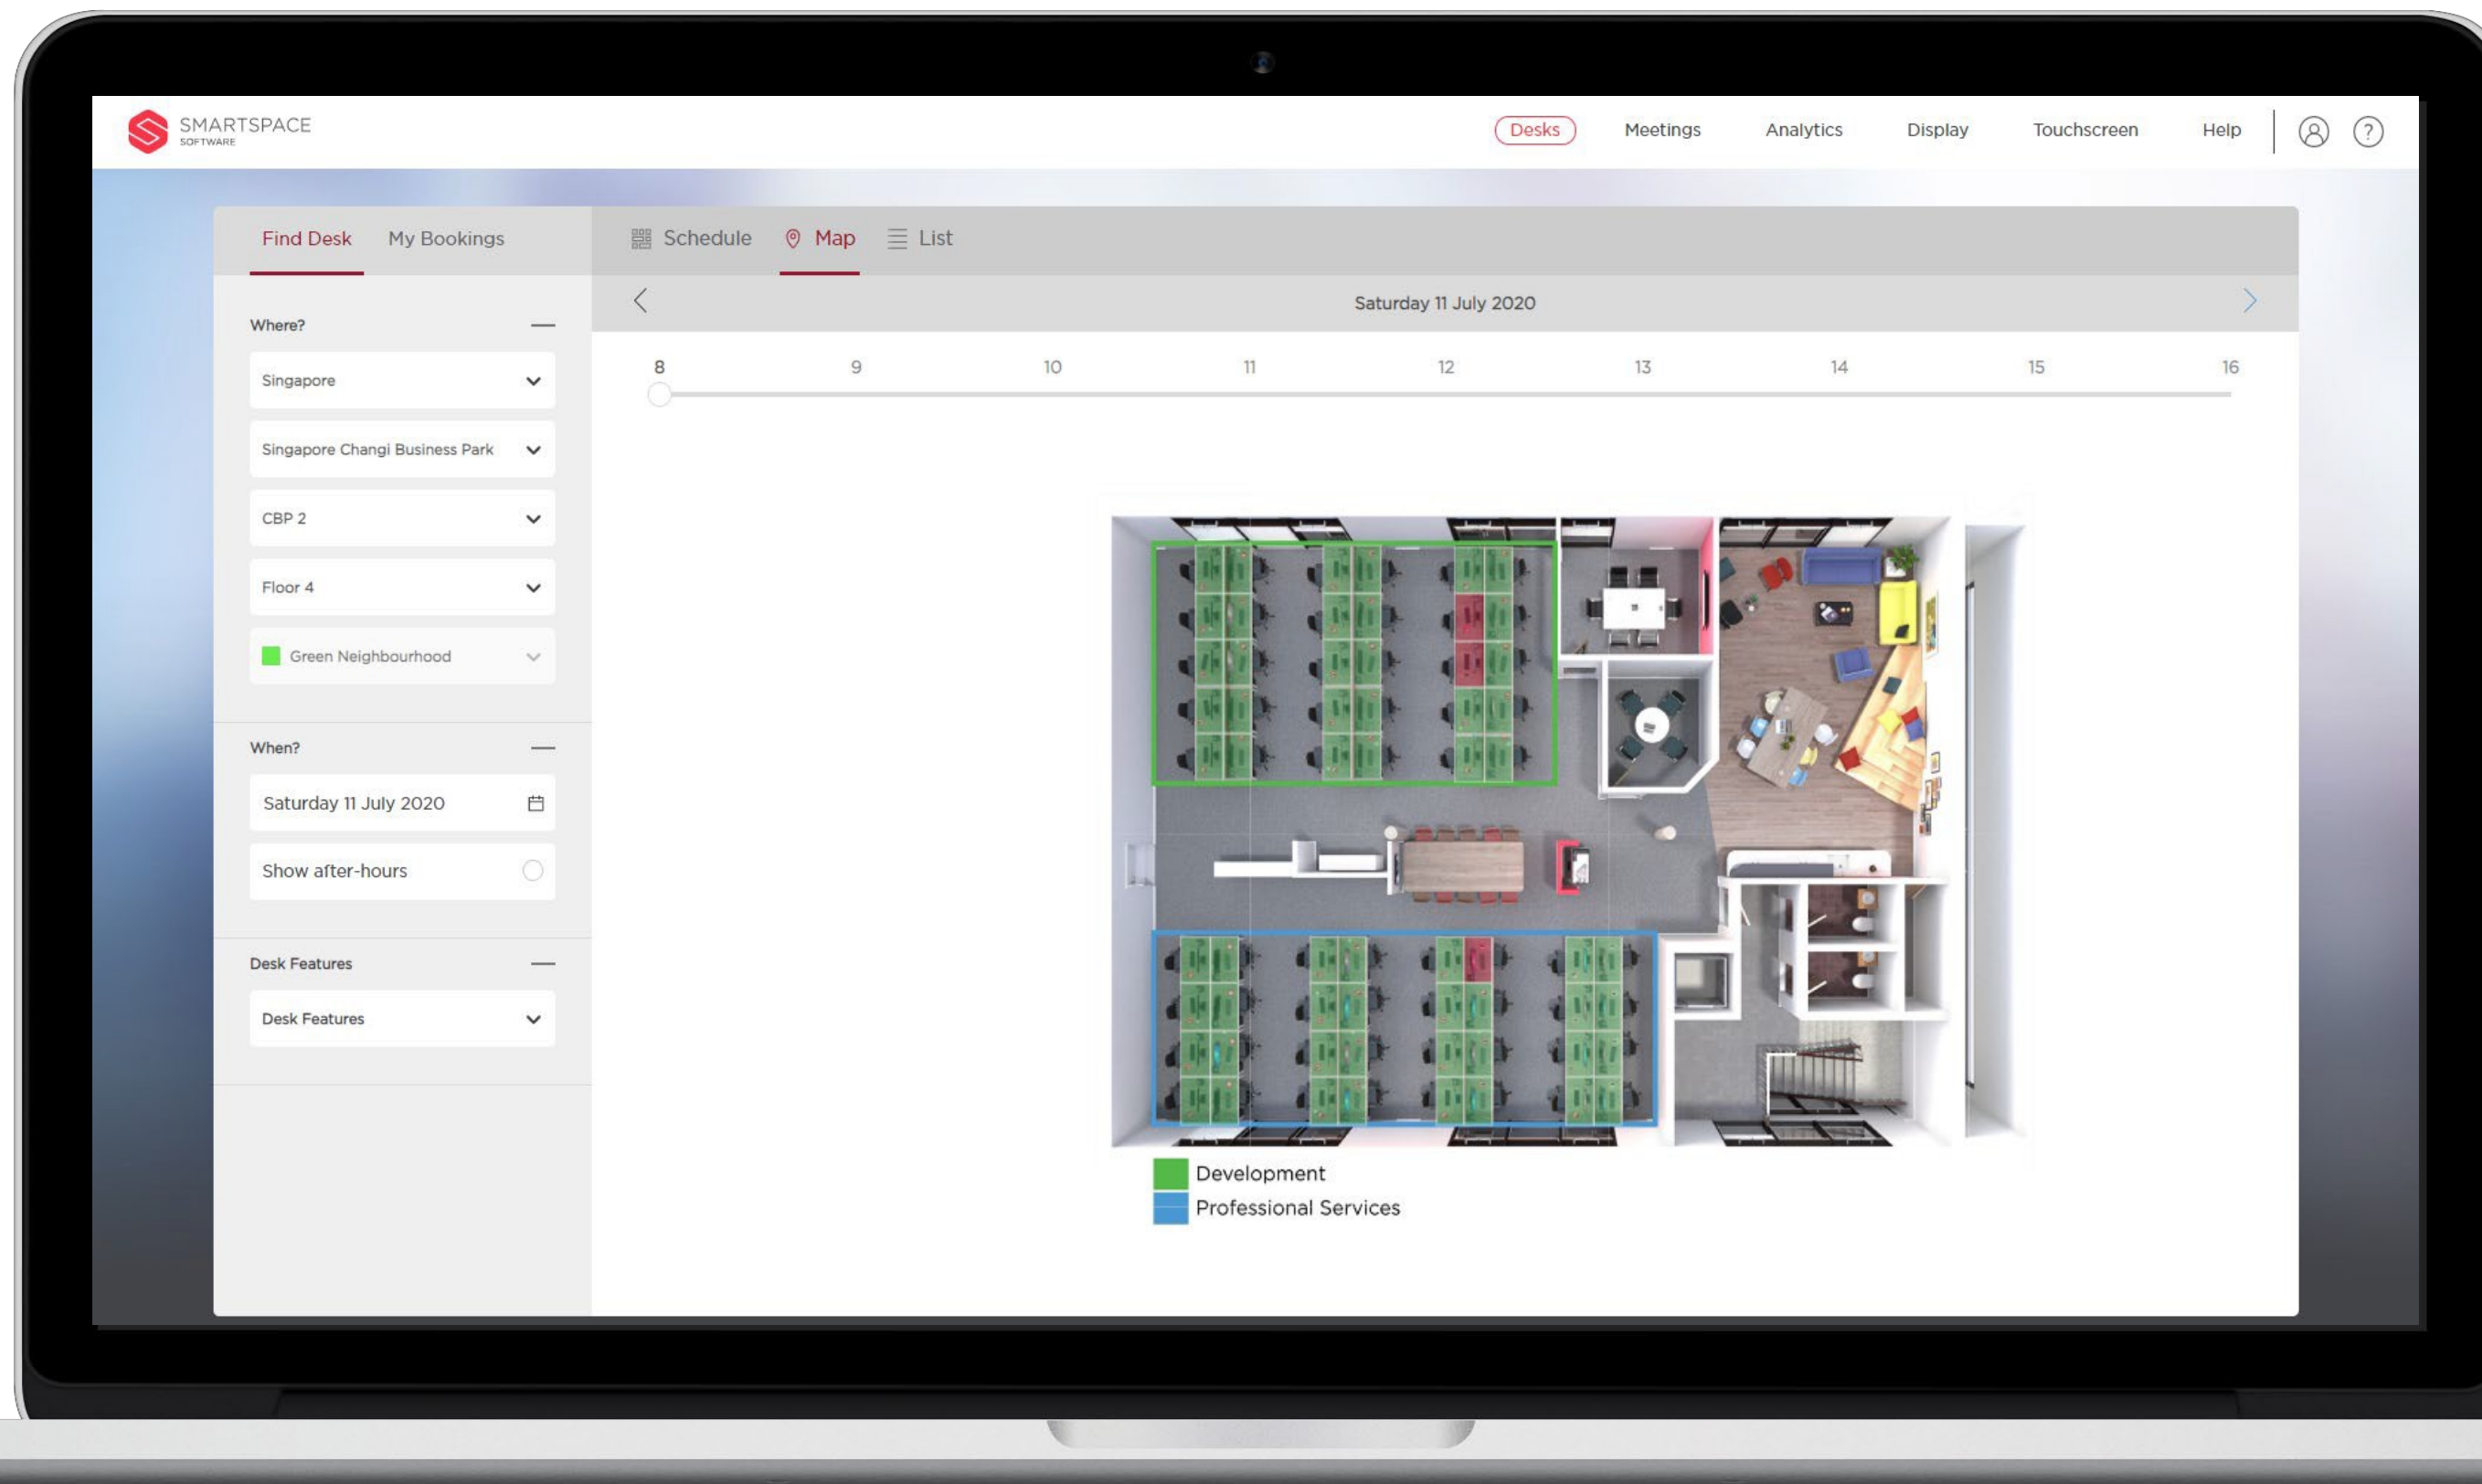 SMARTSPACE
SOFTWARE
Desks Meetings Analytics Display Touchscreen Help ?
Find Desk My Bookings Schedule Map List
Saturday 11 July 2020
Where?
8 9 10 11 12 13 14 15 16
Singapore
Singapore Changi Business Park
CBP 2
Floor 4
Green Neighbourhood
When?
Saturday 11 July 2020
Show after-hours
Desk Features
Desk Features
Development
Professional Services